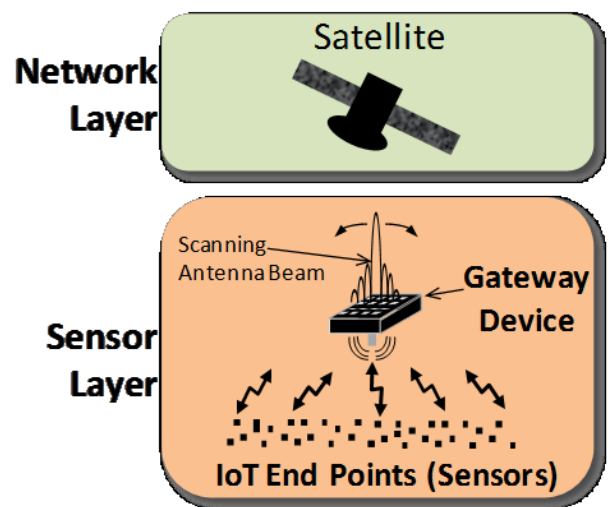 Network
Layer
Satellite
Sensor
Layer
Scanning
Antenna Beam
Gateway
Device
IoT End Points (Sensors)